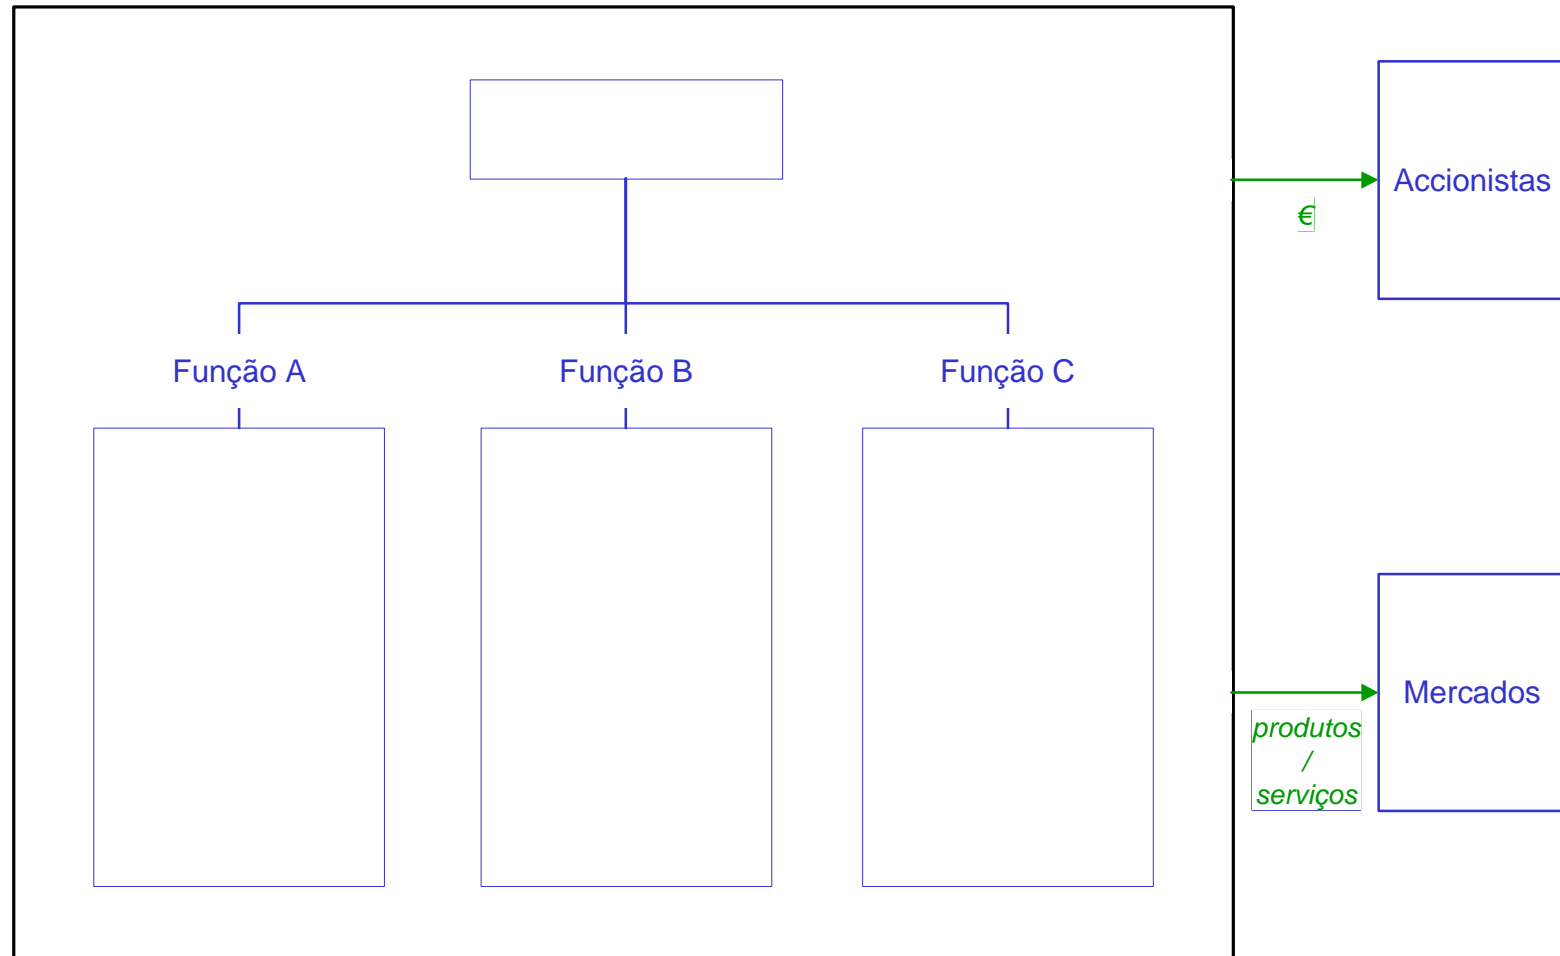 Accionistas
€
Função A
Função B
Função C
Mercados
produtos
/
serviços